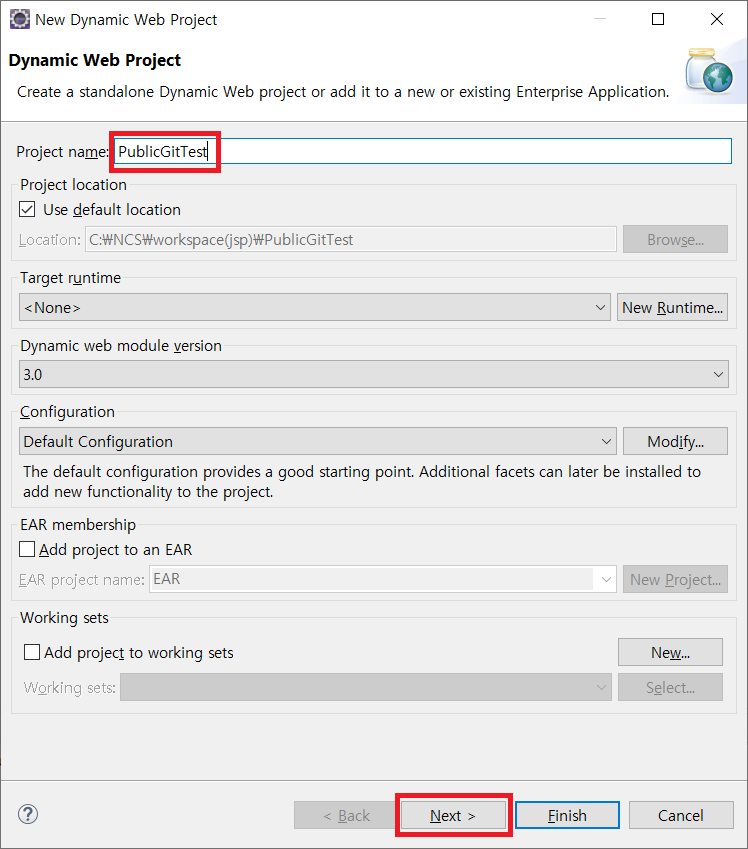 New Dynamic Web Project
Dynamic Web Project
Create a standalone Dynamic Web project or add it to a new or existing Enterprise Application.
Project name: PublicGitTest
Project location
Use default location
Location: C:₩NCS₩workspace(jsp)₩PublicGitTest Browse...
Target runtime
<None> New Runtime...
Dynamic web module version
3.0
Configuration
Default Configuration Modify...
The default configuration provides a good starting point. Additional facets can later be installed to
add new functionality to the project.
EAR membership
Add project to an EAR
EAR project name: EAR New Project...
Working sets
Add project to working sets New...
Working sets: Select...
? < Back Next > Finish Cancel